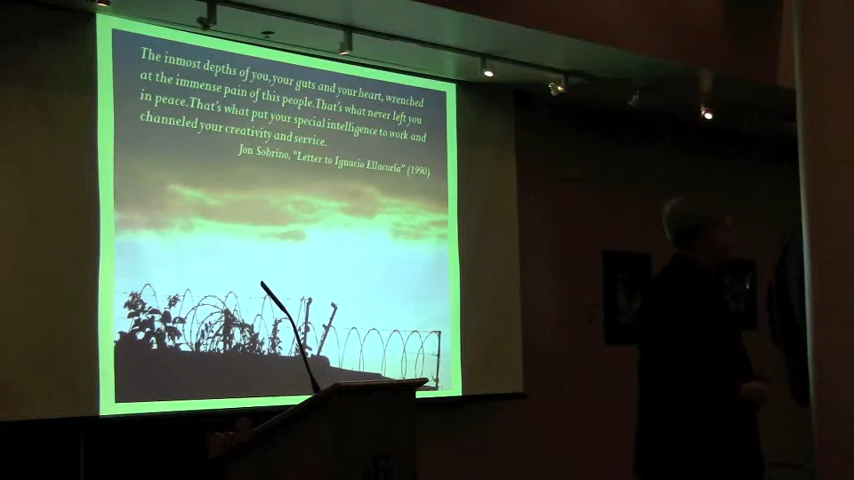 The inmost depths of you, your guts and your heart, wrenched
at the immense pain of this people. That's what never left you
in peace. That's what put your special intelligence to work and
channeled your creativity and service.
Jon Sobrino, "Letter to Ignacio Ellacuría" (1990)